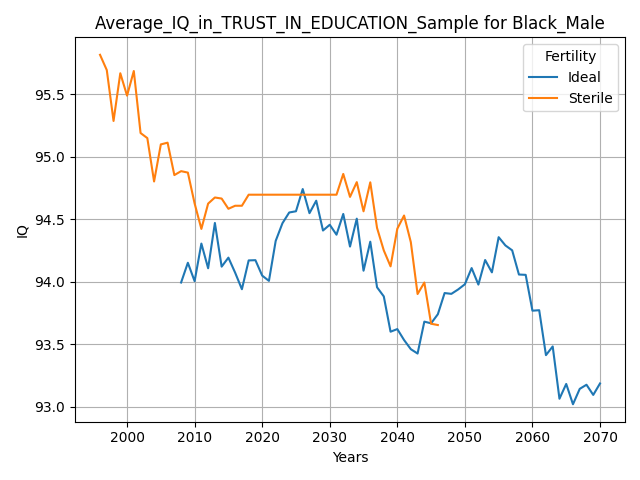 Average_IQ_in_TRUST_IN_EDUCATION_Sample for Black_Male
Fertility
Ideal
Sterile
IQ
95.5
95.0
94.5
94.0
93.5
93.0
2000 2010 2020 2030 2040 2050 2060 2070
Years